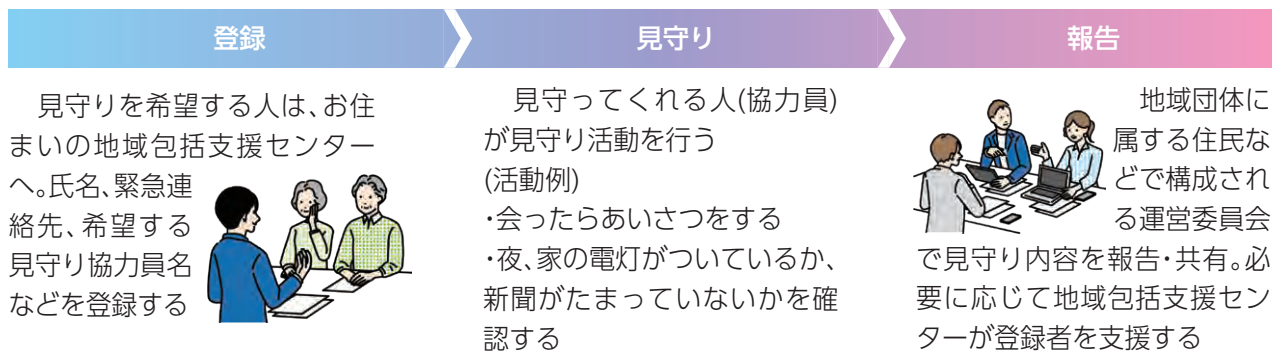 登録
見守りを希望する人は、お住
まいの地域包括支援センター
へ。氏名、緊急連
絡先、希望する
見守り協力員名
などを登録する
見守り
見守ってくれる人(協力員)
が見守り活動を行う
(活動例)
・会ったらあいさつをする
・夜、家の電灯がついているか、
新聞がたまっていないかを確
認する
報告
地域団体に
属する住民な
どで構成され
る運営委員会
で見守り内容を報告・共有。必
要に応じて地域包括支援セン
ターが登録者を支援する